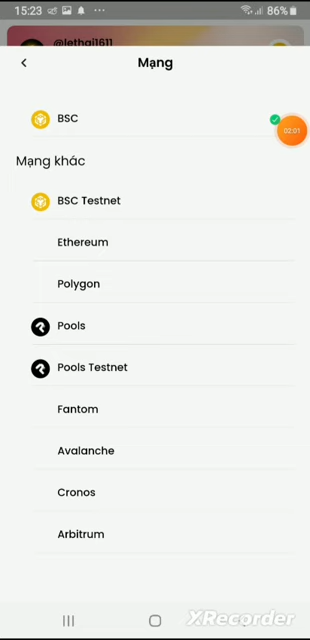 15:23 ... 86%
@lethai1611
Mạng
BSC
02:01
Mạng khác
BSC Testnet
Ethereum
Polygon
Pools
Pools Testnet
Fantom
Avalanche
Cronos
Arbitrum
XRecorder